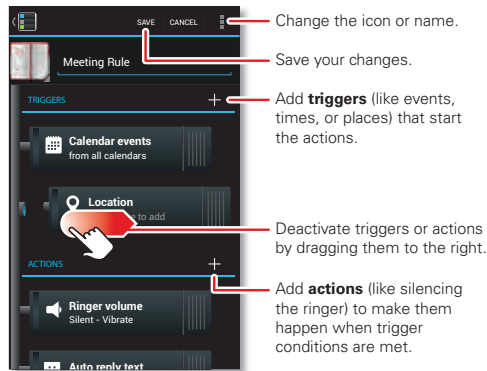 SAVE CANCEL
Change the icon or name.
Save your changes.
Meeting Rule
TRIGGERS
Add triggers (like events,
times, or places) that start
the actions.
Calendar events
from all calendars
Location
to add
Deactivate triggers or actions
by dragging them to the right.
ACTIONS
Add actions (like silencing
the ringer) to make them
happen when trigger
conditions are met.
Ringer volume
Silent - Vibrate
Auto reply text